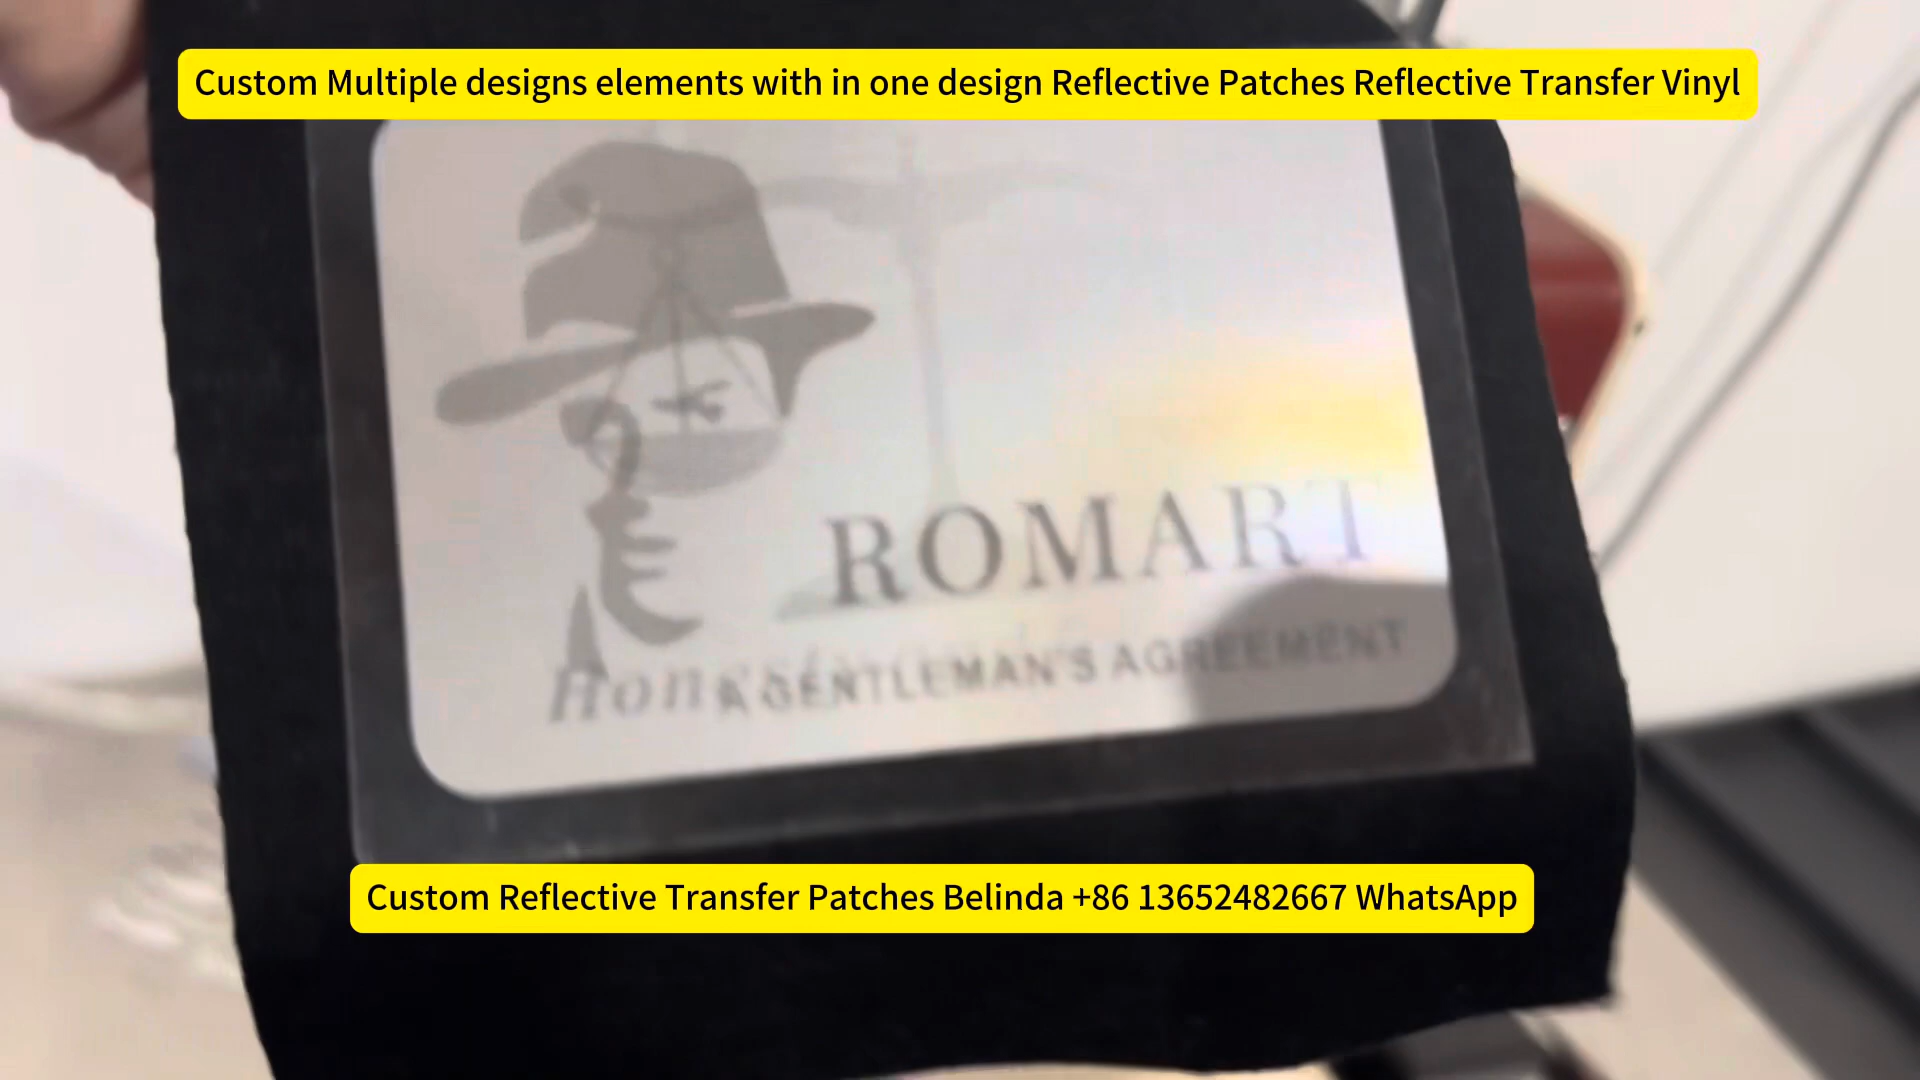 Custom Multiple designs elements with in one design Reflective Patches Reflective Transfer Vinyl
ROMART
A GENTLEMAN'S AGREEMENT
Custom Reflective Transfer Patches Belinda +86 13652482667 WhatsApp